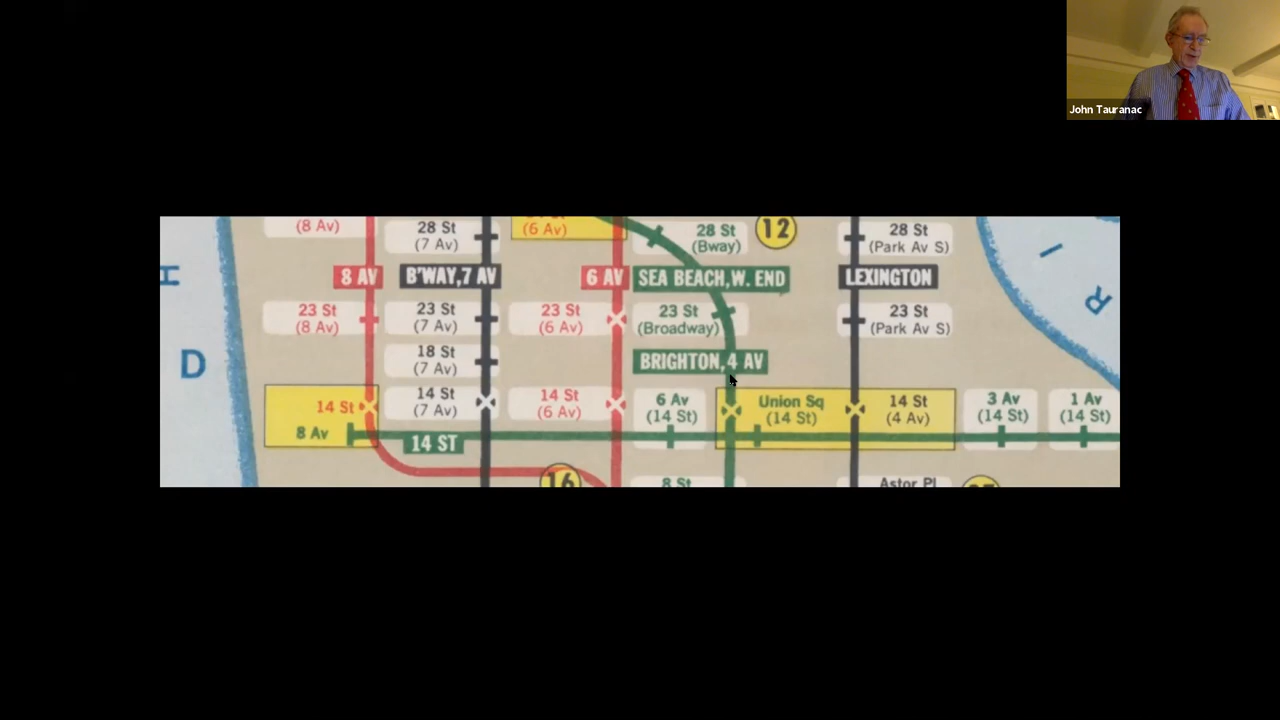 John Tauranac
(8 Av)
28 St
(7 Av)
(6 Av)
28 St
(Bway)
12
28 St
(Park Av S)
8 AV
B'WAY,7 AV
6 AV
SEA BEACH,W. END
LEXINGTON
23 St
(8 Av)
23 St
(7 Av)
23 St
(6 Av)
23 St
(Broadway)
23 St
(Park Av S)
18 St
(7 Av)
BRIGHTON,4 AV
14 St
8 Av
14 St
(7 Av)
14 St
(6 Av)
6 Av
(14 St)
Union Sq
(14 St)
14 St
(4 Av)
3 Av
(14 St)
1 Av
(14 St)
14 ST
16
8 St
Astor Pl
D
I
R